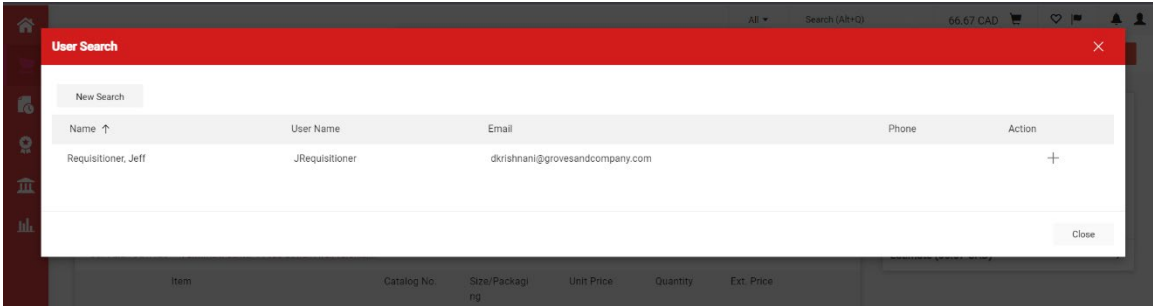 All
Search (Alt+Q)
66.67 CAD
User Search
New Search
Name
User Name
Email
Phone
Action
Requisitioner, Jeff
JRequisitioner
dkrishnani@grovesandcompany.com
Close
Item
Catalog No.
Size/Packagi
ng
Unit Price
Quantity
Ext. Price